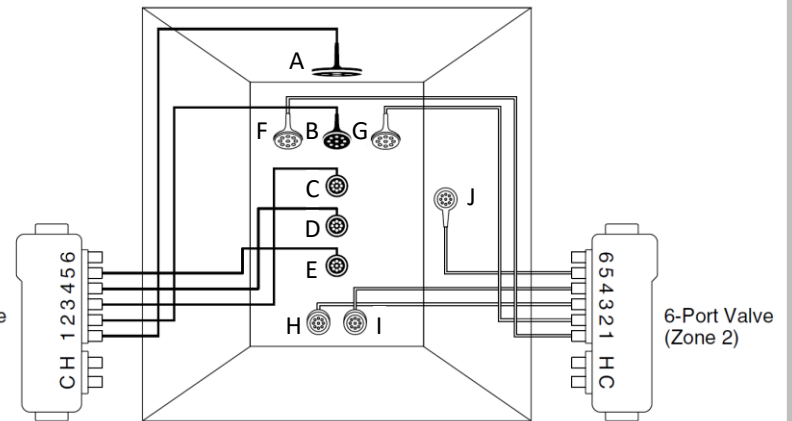 A
F B G
C
J
D
E
H I
CH 123456
654321 HC
6-Port Valve
(Zone 2)
e